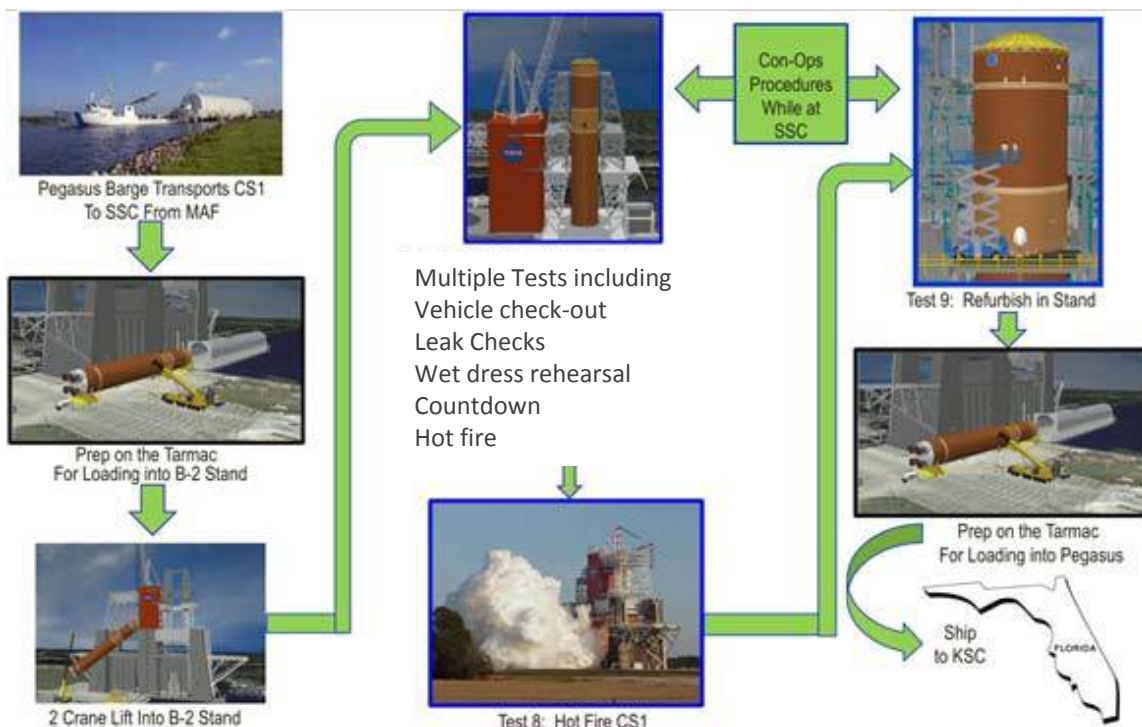 Pegasus Barge Transports CS1
To SSC From MAF
Prep on the Tarmac
For Loading into B-2 Stand
2 Crane Lift Into B-2 Stand
Multiple Tests including
Vehicle check-out
Leak Checks
Wet dress rehearsal
Countdown
Hot fire
Test 8: Hot Fire CS1
Con-Ops
Procedures
While at
SSC
Test 9: Refurbish in Stand
Prep on the Tarmac
For Loading into Pegasus
Ship
to KSC
FLORIDA